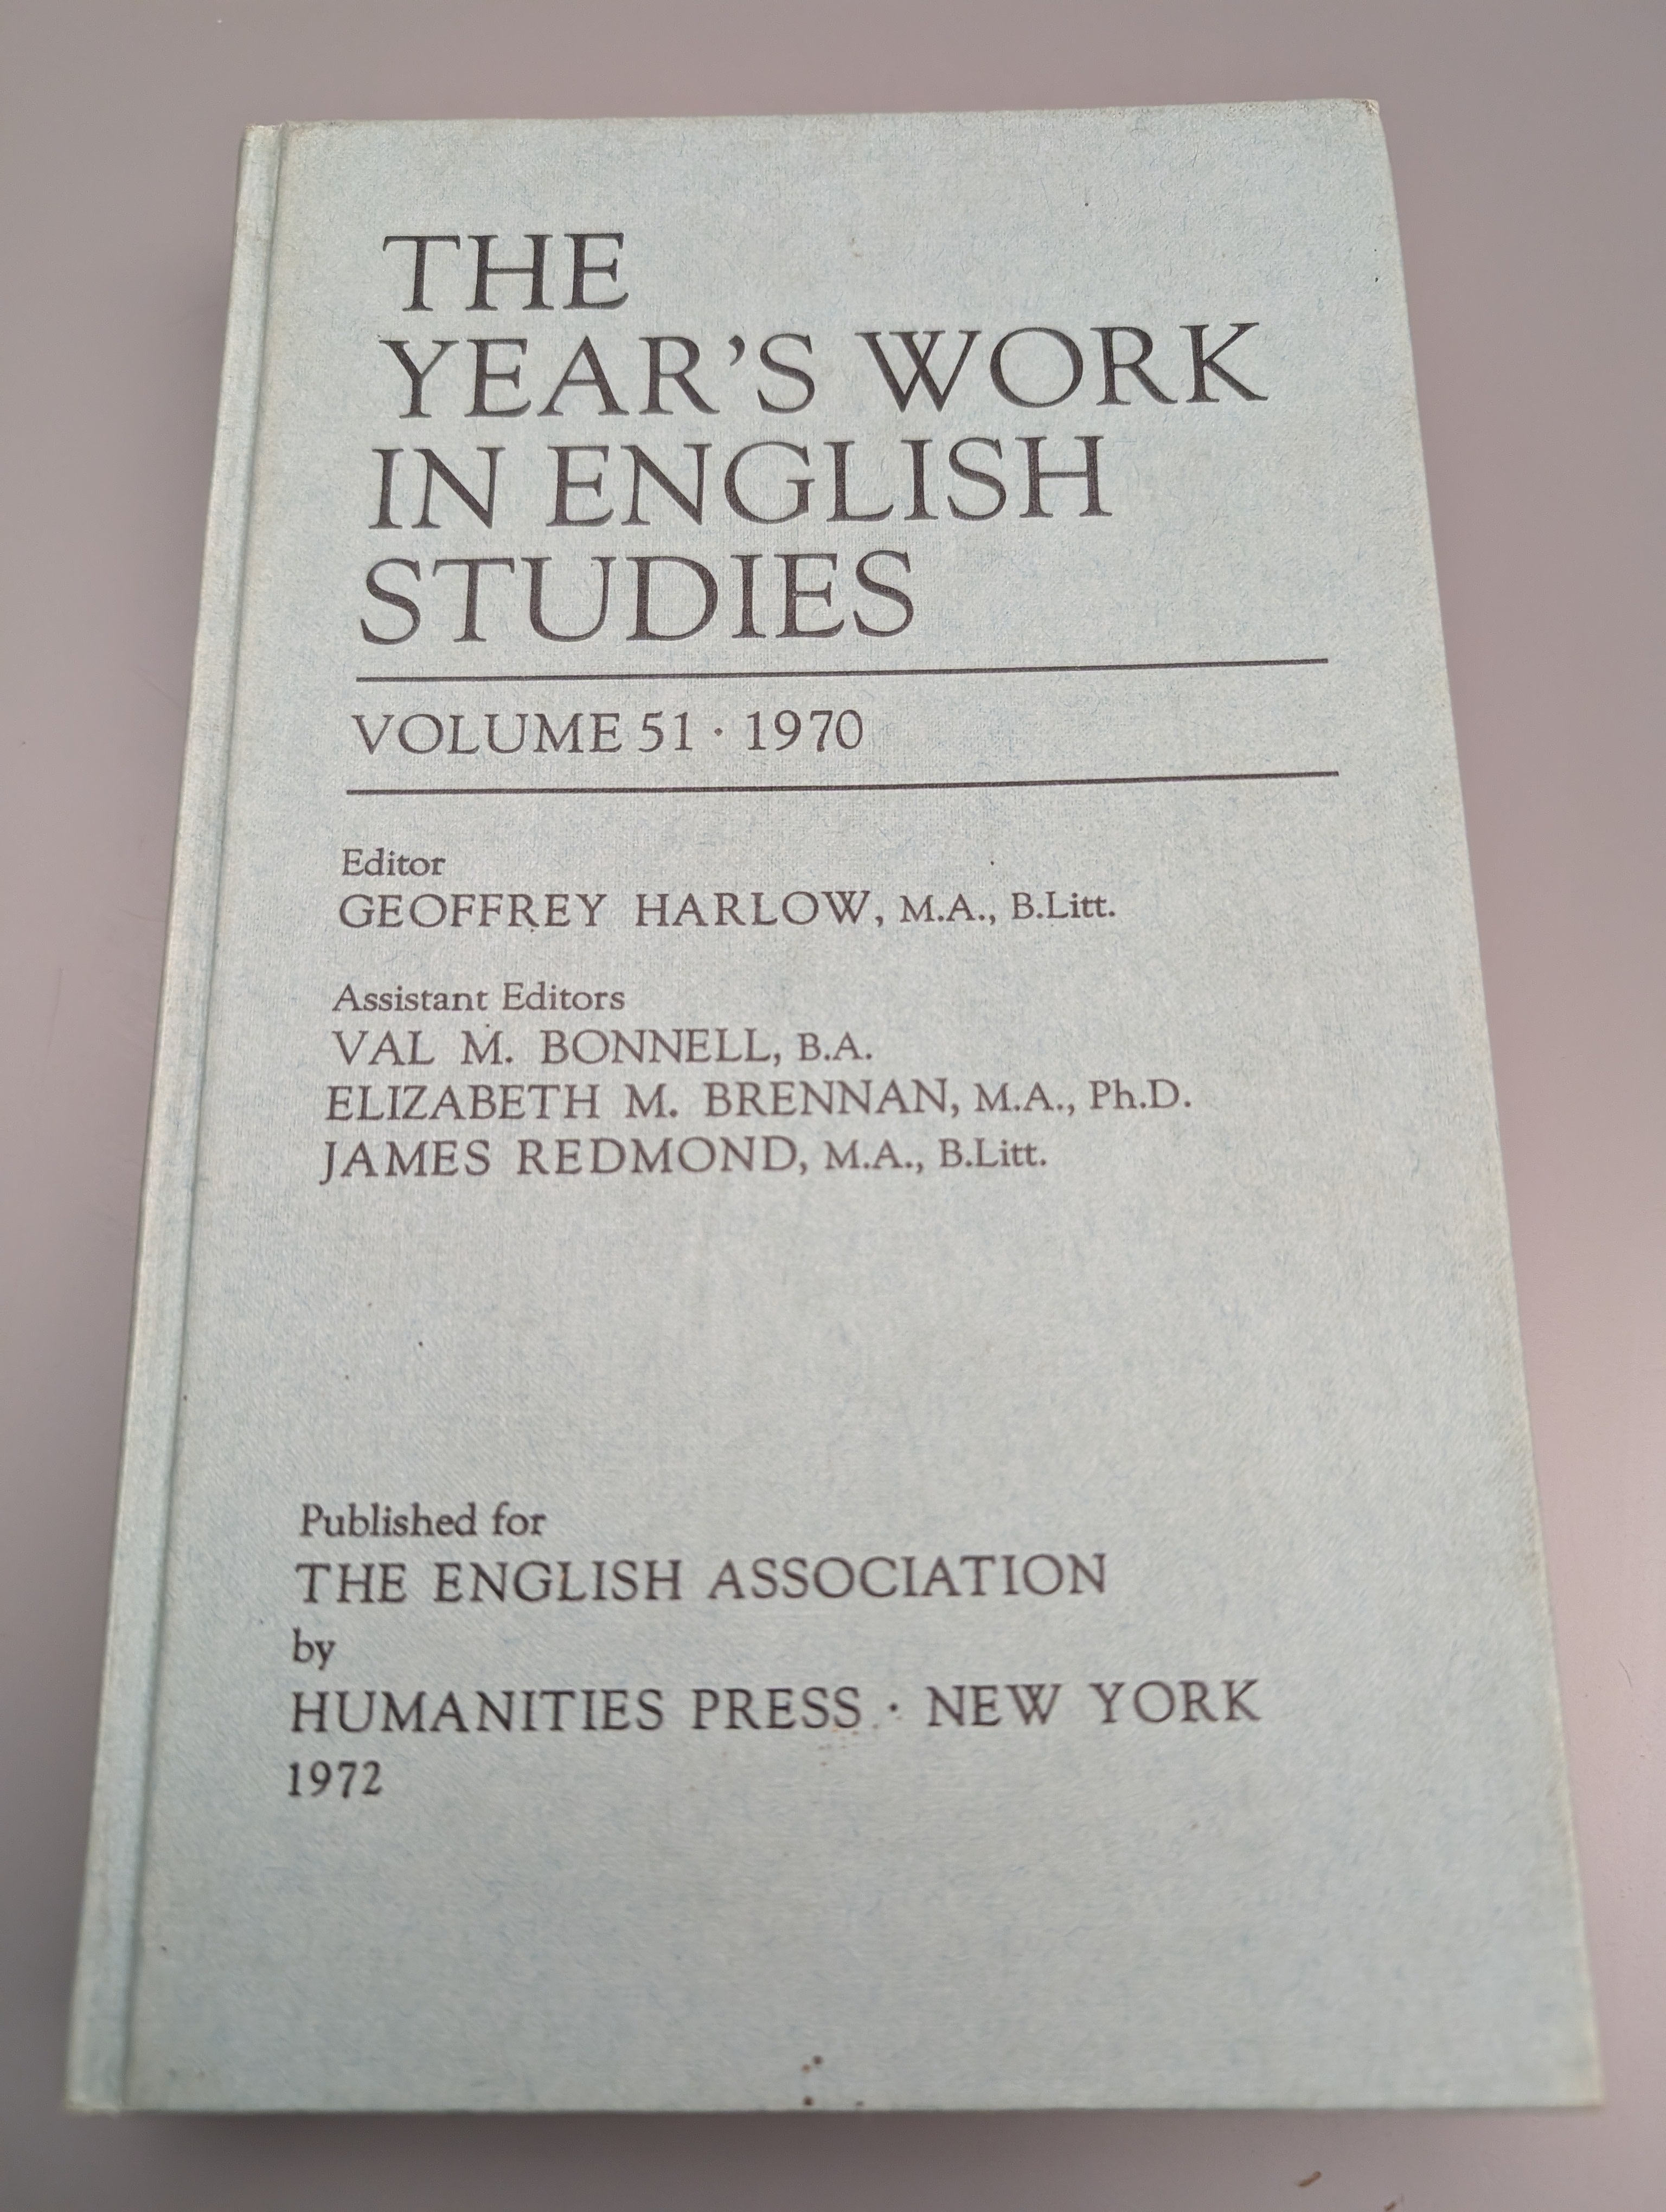 THE
YEAR'S WORK
IN ENGLISH
STUDIES
VOLUME 51 · 1970
Editor
GEOFFREY HARLOW, M.A., B.Litt.
Assistant Editors
VAL M. BONNELL, B.A.
ELIZABETH M. BRENNAN, M.A., Ph.D.
JAMES REDMOND, M.A., B.Litt.
Published for
THE ENGLISH ASSOCIATION
by
HUMANITIES PRESS · NEW YORK
1972